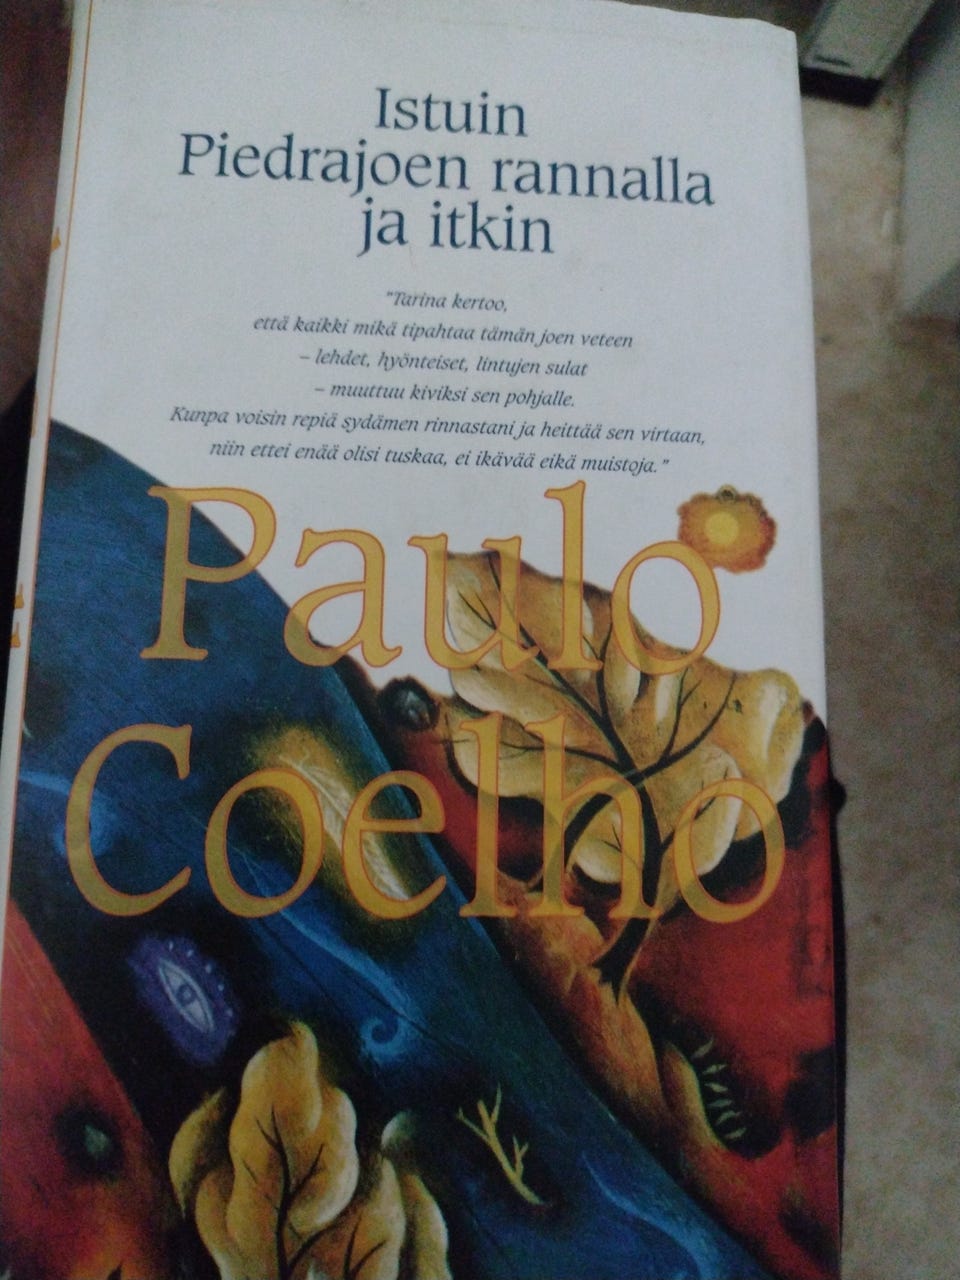 Istuin
Piedrajoen rannalla
ja itkin
"Tarina kertoo,
että kaikki mikä tipahtaa tämän joen veteen
– lehdet, hyönteiset, lintujen sulat
– muuttuu kiviksi sen pohjalle.
Kunpa voisin repiä sydämen rinnastani ja heittää sen virtaan,
niin ettei enää olisi tuskaa, ei ikävää eikä muistoja."
Paulo
Coelho